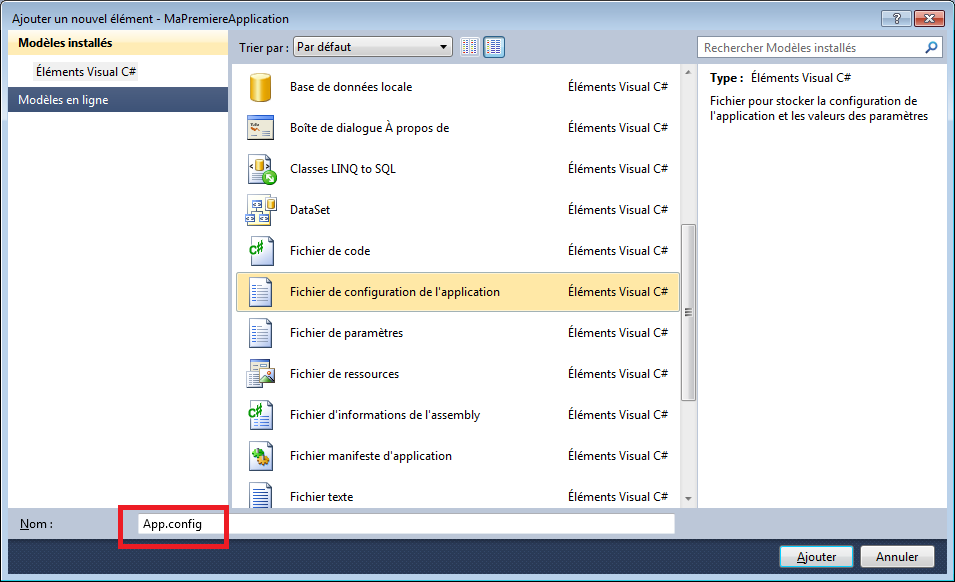 Ajouter un nouvel élément - MaPremiereApplication
Modèles installés
Éléments Visual C#
Modèles en ligne
Trier par : Par défaut
Rechercher Modèles installés
Base de données locale Éléments Visual C#
Boîte de dialogue À propos de Éléments Visual C#
Classes LINQ to SQL Éléments Visual C#
DataSet Éléments Visual C#
Fichier de code Éléments Visual C#
Fichier de configuration de l'application Éléments Visual C#
Fichier de paramètres Éléments Visual C#
Fichier de ressources Éléments Visual C#
Fichier d'informations de l'assembly Éléments Visual C#
Fichier manifeste d'application Éléments Visual C#
Fichier texte Éléments Visual C#
Type : Éléments Visual C#
Fichier pour stocker la configuration de
l'application et les valeurs des paramètres
Nom : App.config
Ajouter Annuler